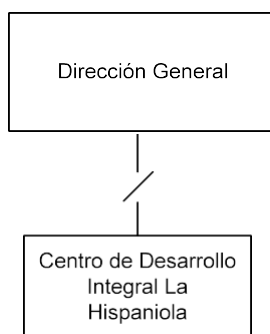 Dirección General
Centro de Desarrollo
Integral La
Hispaniola